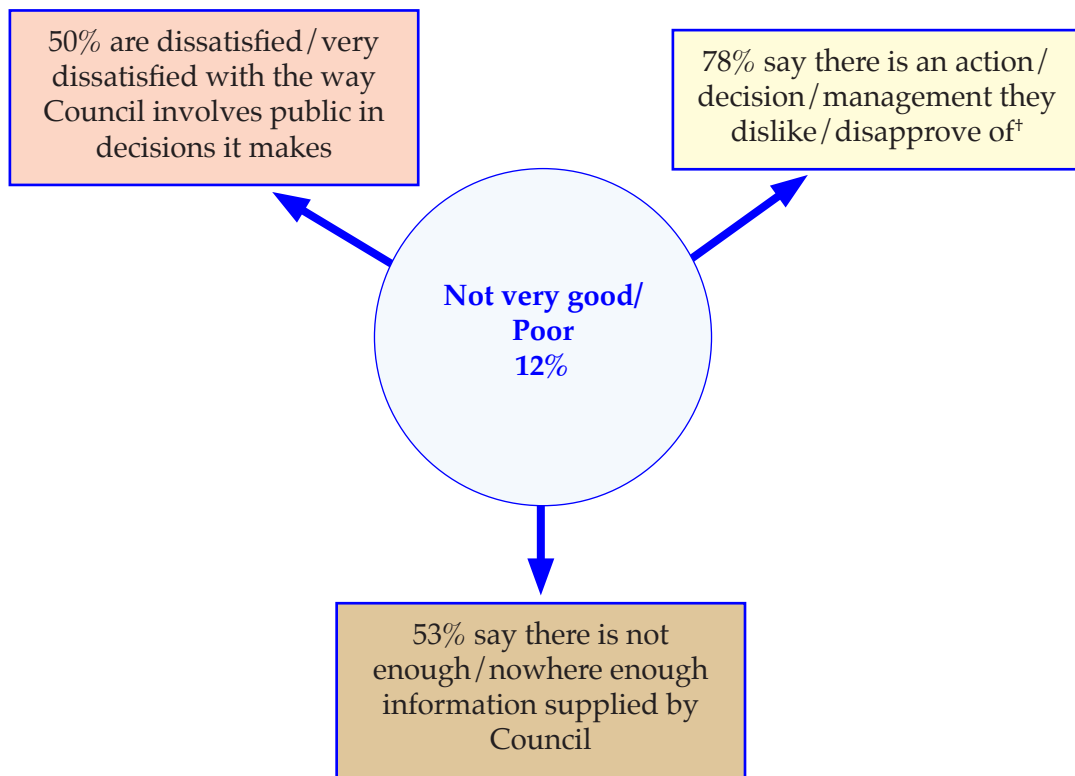 50% are dissatisfied/very
dissatisfied with the way
Council involves public in
decisions it makes
78% say there is an action/
decision/management they
dislike/disapprove of†
Not very good/
Poor
12%
53% say there is not
enough/nowhere enough
information supplied by
Council